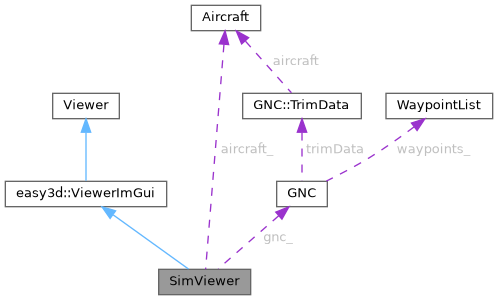 Aircraft
aircraft
Viewer
GNC::TrimData
WaypointList
aircraft_
trimData
waypoints_
easy3d::ViewerImGui
GNC
gnc_
SimViewer